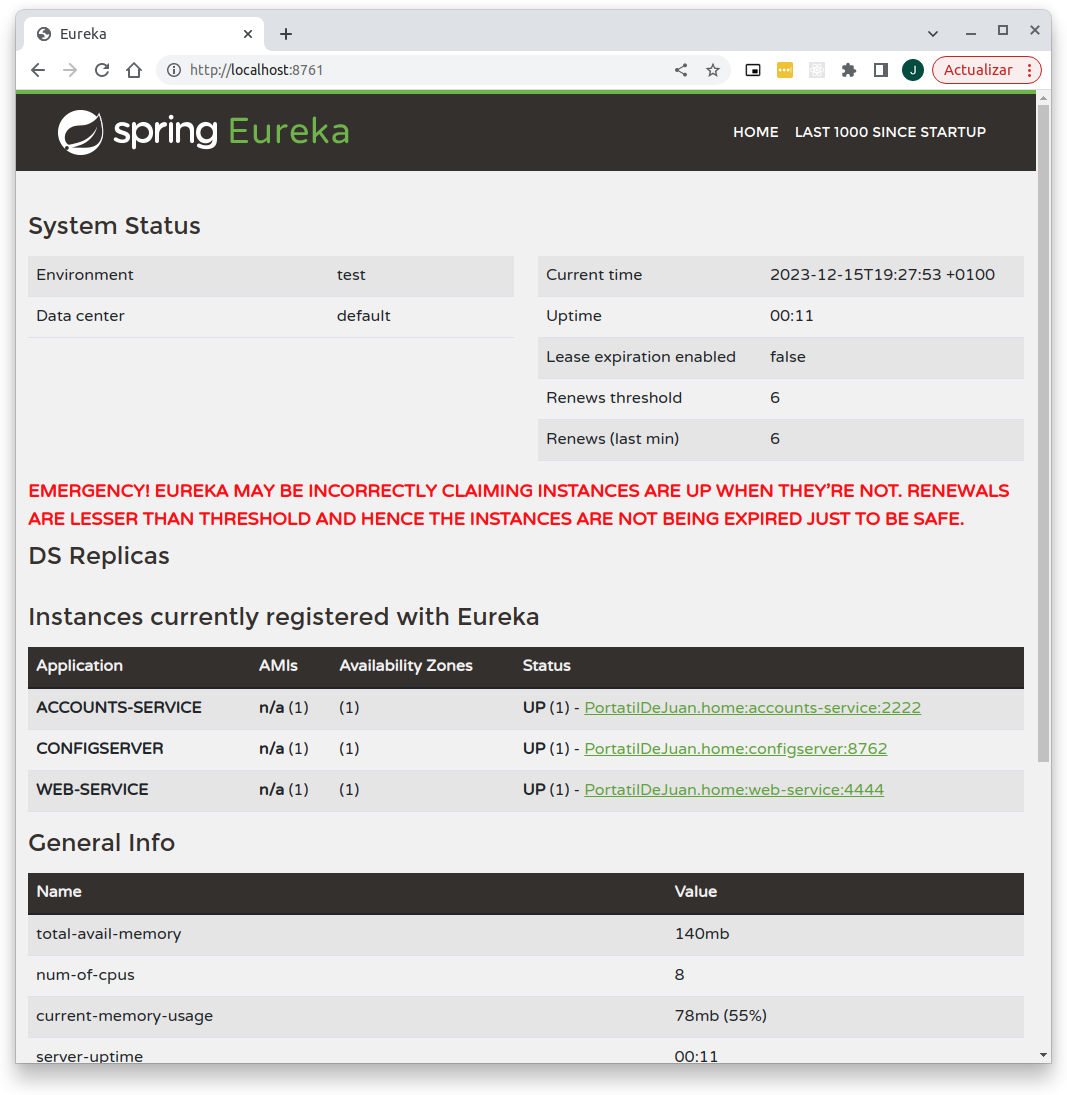 Eureka
http://localhost:8761
J
Actualizar
spring Eureka
HOME LAST 1000 SINCE STARTUP
System Status
Environment test
Data center default
Current time 2023-12-15T19:27:53 +0100
Uptime 00:11
Lease expiration enabled false
Renews threshold 6
Renews (last min) 6
EMERGENCY! EUREKA MAY BE INCORRECTLY CLAIMING INSTANCES ARE UP WHEN THEY'RE NOT. RENEWALS
ARE LESSER THAN THRESHOLD AND HENCE THE INSTANCES ARE NOT BEING EXPIRED JUST TO BE SAFE.
DS Replicas
Instances currently registered with Eureka
Application AMIs Availability Zones Status
ACCOUNTS-SERVICE n/a (1) (1) UP (1) - PortatilDeJuan.home:accounts-service:2222
CONFIGSERVER n/a (1) (1) UP (1) - PortatilDeJuan.home:configserver:8762
WEB-SERVICE n/a (1) (1) UP (1) - PortatilDeJuan.home:web-service:4444
General Info
Name Value
total-avail-memory 140mb
num-of-cpus 8
current-memory-usage 78mb (55%)
server-uptime 00:11